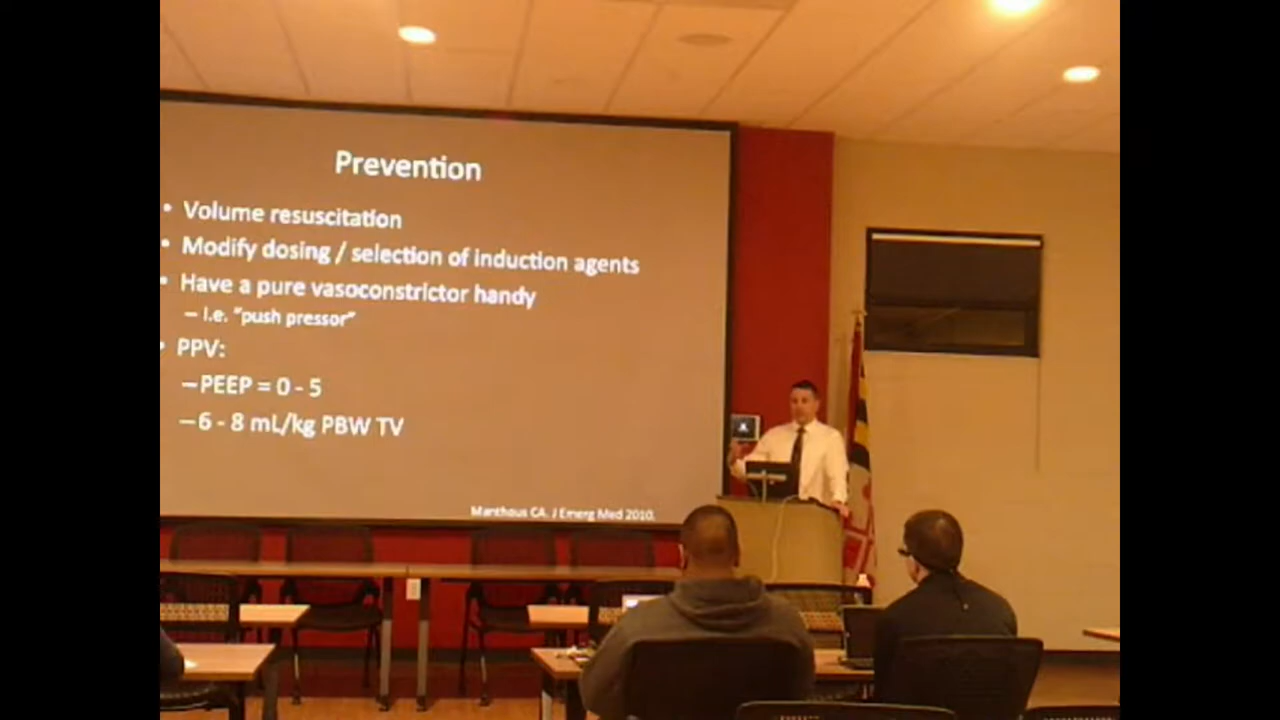 Prevention
• Volume resuscitation
• Modify dosing / selection of induction agents
• Have a pure vasoconstrictor handy
– I.e. “push pressor”
• PPV:
– PEEP = 0 - 5
– 6 - 8 mL/kg PBW TV
Manthous CA. J Emerg Med 2010.